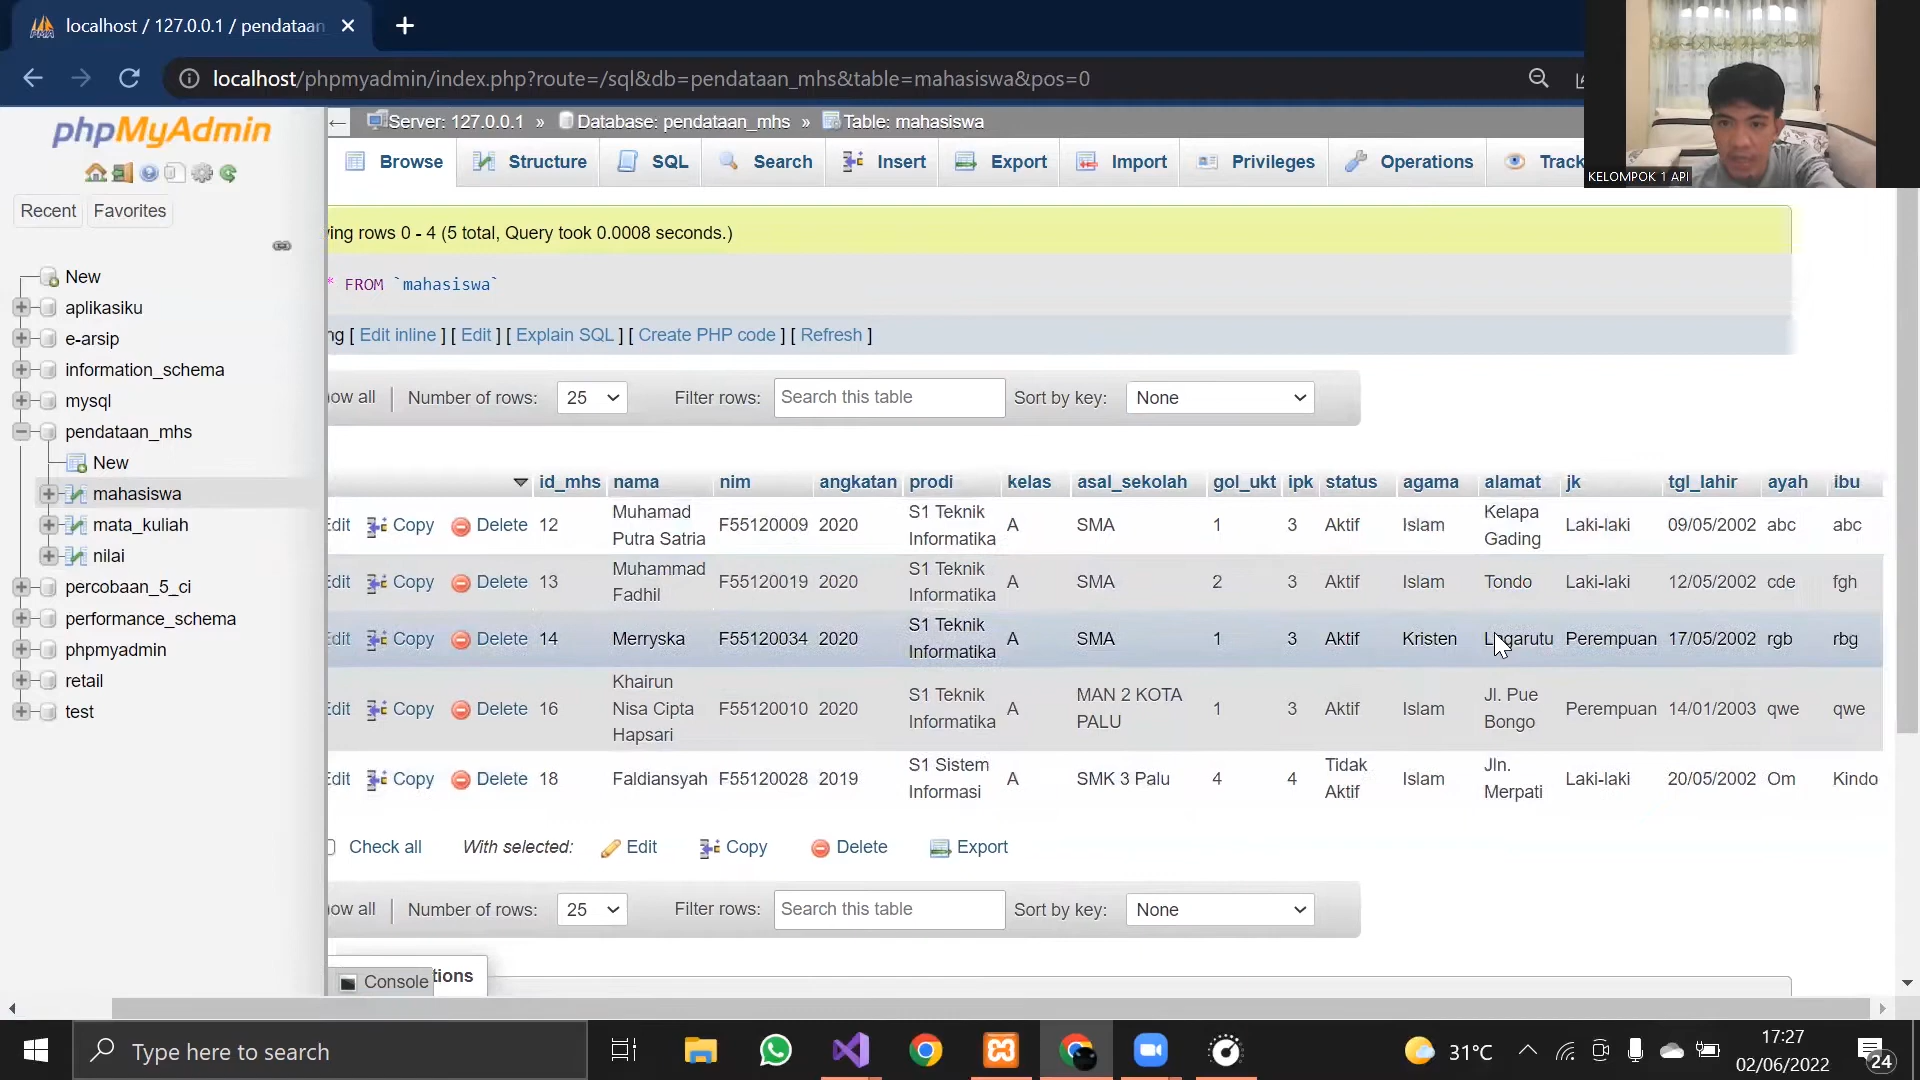 localhost / 127.0.0.1 / pendataan
localhost/phpmyadmin/index.php?route=/sql&db=pendataan_mhs&table=mahasiswa&pos=0
KELOMPOK 1 API
phpMyAdmin
Recent Favorites
New
aplikasiku
e-arsip
information_schema
mysql
pendataan_mhs
New
mahasiswa
mata_kuliah
nilai
percobaan_5_ci
performance_schema
phpmyadmin
retail
test
Server: 127.0.0.1 » Database: pendataan_mhs » Table: mahasiswa
Browse Structure SQL Search Insert Export Import Privileges Operations Track
ing rows 0 - 4 (5 total, Query took 0.0008 seconds.)
* FROM `mahasiswa`
ng [ Edit inline ] [ Edit ] [ Explain SQL ] [ Create PHP code ] [ Refresh ]
ow all Number of rows: 25 Filter rows: Search this table Sort by key: None
id_mhs nama nim angkatan prodi kelas asal_sekolah gol_ukt ipk status agama alamat jk tgl_lahir ayah ibu
Edit Copy Delete 12 Muhamad Putra Satria F55120009 2020 S1 Teknik Informatika A SMA 1 3 Aktif Islam Kelapa Gading Laki-laki 09/05/2002 abc abc
Edit Copy Delete 13 Muhammad Fadhil F55120019 2020 S1 Teknik Informatika A SMA 2 3 Aktif Islam Tondo Laki-laki 12/05/2002 cde fgh
Edit Copy Delete 14 Merryska F55120034 2020 S1 Teknik Informatika A SMA 1 3 Aktif Kristen Perempuan 17/05/2002 rgb rbg
Edit Copy Delete 16 Khairun Nisa Cipta Hapsari F55120010 2020 S1 Teknik Informatika A MAN 2 KOTA PALU 1 3 Aktif Islam Jl. Pue Bongo Perempuan 14/01/2003 qwe qwe
Edit Copy Delete 18 Faldiansyah F55120028 2019 S1 Sistem Informasi A SMK 3 Palu 4 4 Tidak Aktif Islam Jln. Merpati Laki-laki 20/05/2002 Om Kindo
Check all With selected: Edit Copy Delete Export
ow all Number of rows: 25 Filter rows: Search this table Sort by key: None
Console tions
Type here to search
31°C
17:27
02/06/2022
24